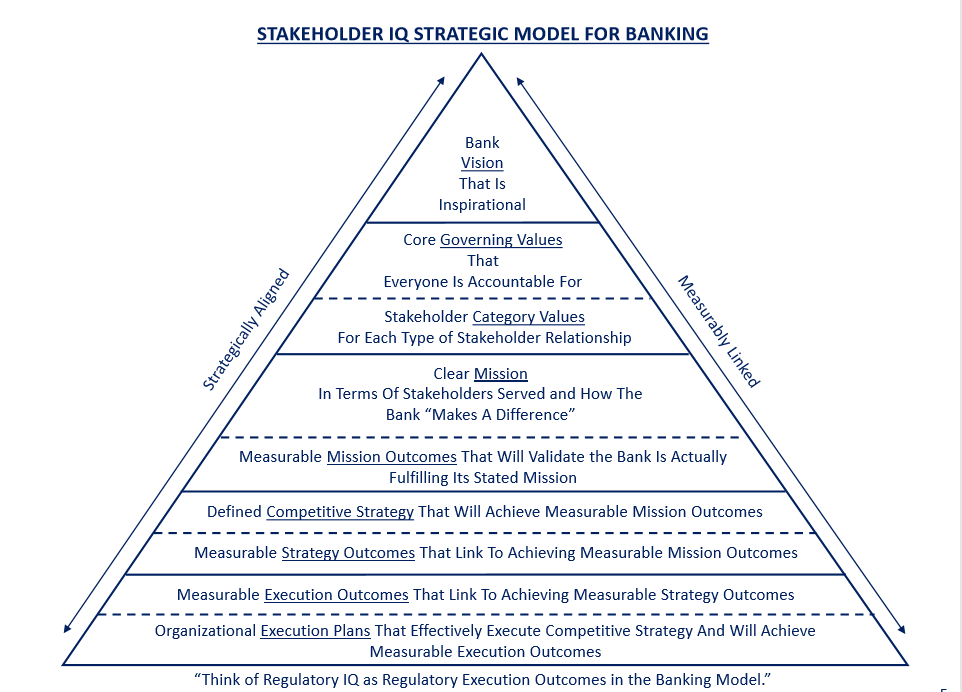 STAKEHOLDER IQ STRATEGIC MODEL FOR BANKING
Bank
Vision
That Is
Inspirational
Core Governing Values
That
Everyone Is Accountable For
Stakeholder Category Values
For Each Type of Stakeholder Relationship
Strategically Aligned
Measurably Linked
Clear Mission
In Terms Of Stakeholders Served and How The
Bank “Makes A Difference”
Measurable Mission Outcomes That Will Validate the Bank Is Actually
Fulfilling Its Stated Mission
Defined Competitive Strategy That Will Achieve Measurable Mission Outcomes
Measurable Strategy Outcomes That Link To Achieving Measurable Mission Outcomes
Measurable Execution Outcomes That Link To Achieving Measurable Strategy Outcomes
Organizational Execution Plans That Effectively Execute Competitive Strategy And Will Achieve
Measurable Execution Outcomes
“Think of Regulatory IQ as Regulatory Execution Outcomes in the Banking Model.”